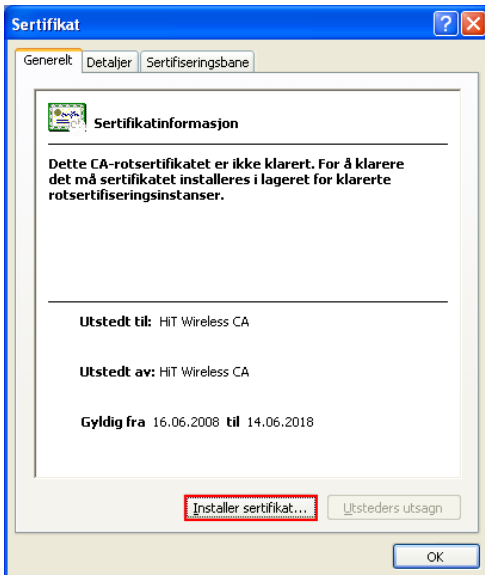 Sertifikat
Generelt Detaljer Sertifiseringsbane
Sertifikatinformasjon
Dette CA-rotsertifikatet er ikke klarert. For å klarere
det må sertifikatet installeres i lageret for klarerte
rotsertifiseringsinstanser.
Utstedt til: HiT Wireless CA
Utstedt av: HiT Wireless CA
Gyldig fra 16.06.2008 til 14.06.2018
Installer sertifikat... Utsteders utsagn
OK